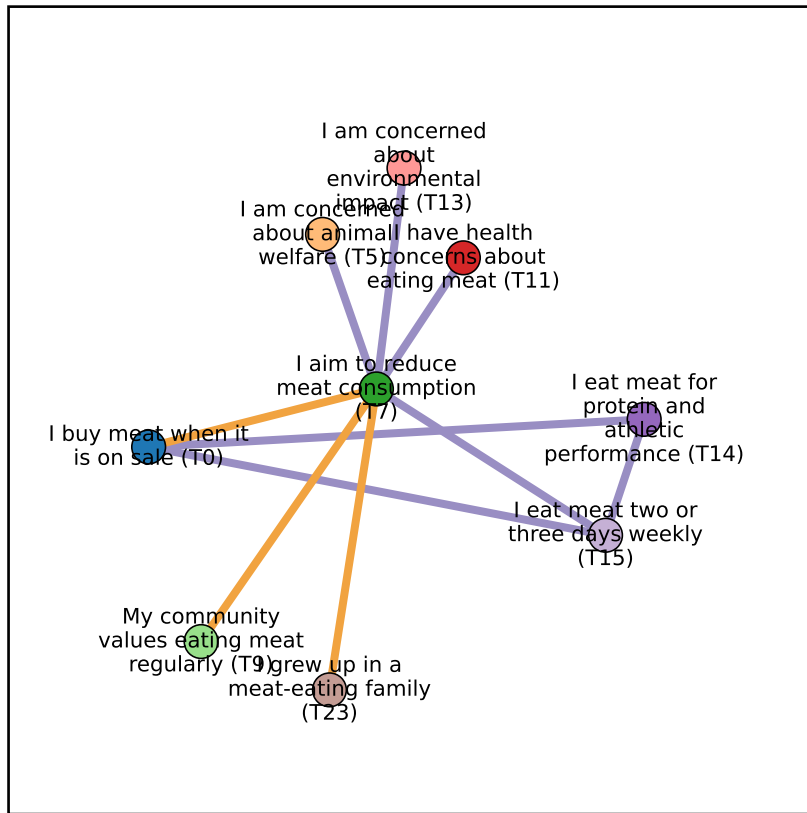 I am concerned
about
environmental
impact (T13)
I am concerned
about animal
welfare (T5)
I have health
concerns about
eating meat (T11)
I aim to reduce
meat consumption
(T7)
I eat meat for
protein and
athletic
performance (T14)
I buy meat when it
is on sale (T0)
I eat meat two or
three days weekly
(T15)
My community
values eating meat
regularly (T9)
I grew up in a
meat-eating family
(T23)